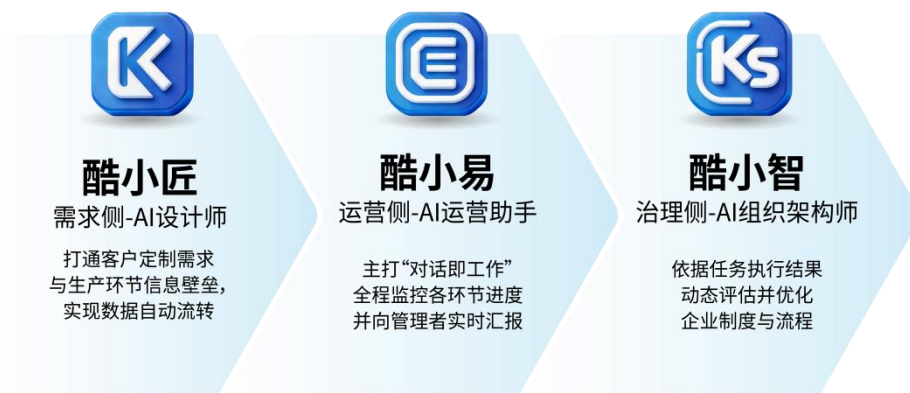 K
酷小匠
需求侧-AI设计师
打通客户定制需求
与生产环节信息壁垒，
实现数据自动流转
E
酷小易
运营侧-AI运营助手
主打“对话即工作”
全程监控各环节进度
并向管理者实时汇报
Ks
酷小智
治理侧-AI组织架构师
依据任务执行结果
动态评估并优化
企业制度与流程